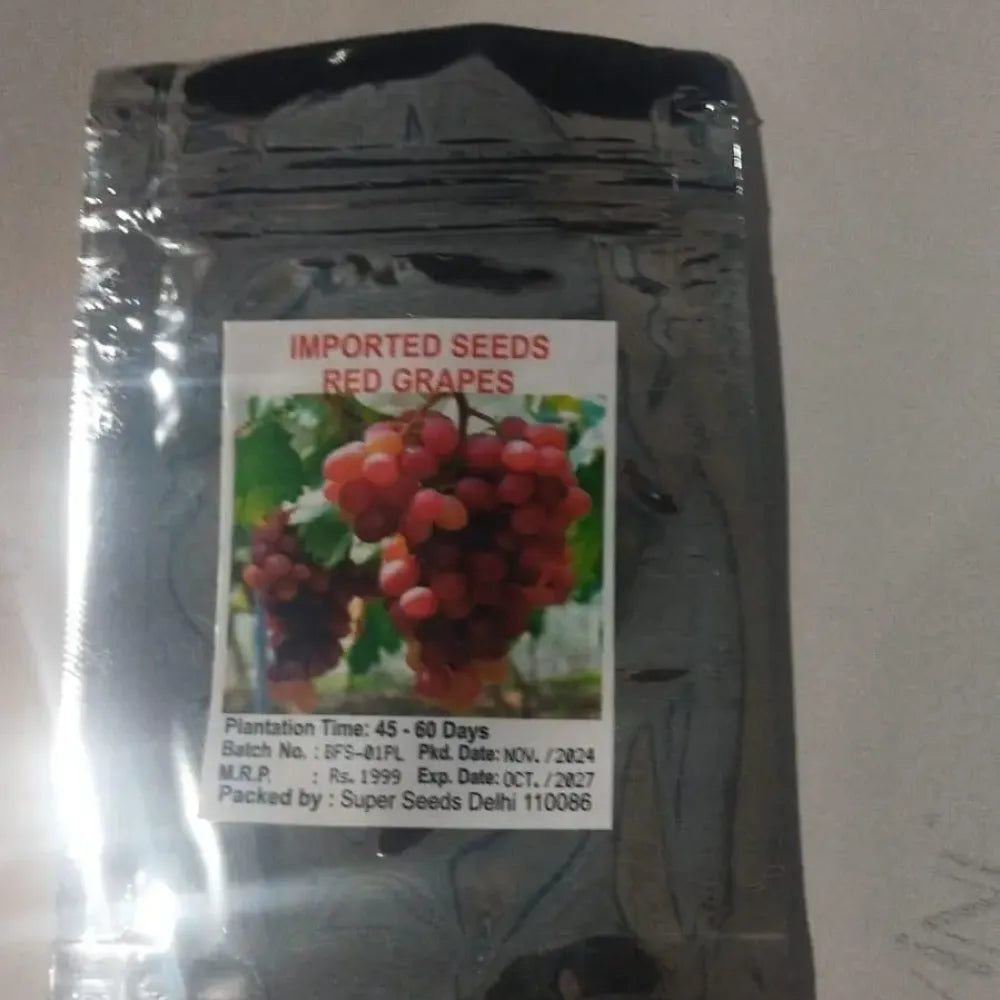 IMPORTED SEEDS
RED GRAPES
Plantation Time: 45 - 60 Days
Batch No. : BFS-01PL Pkd. Date: NOV. /2024
M.R.P. : Rs. 1999 Exp. Date: OCT. /2027
Packed by : Super Seeds Delhi 110086